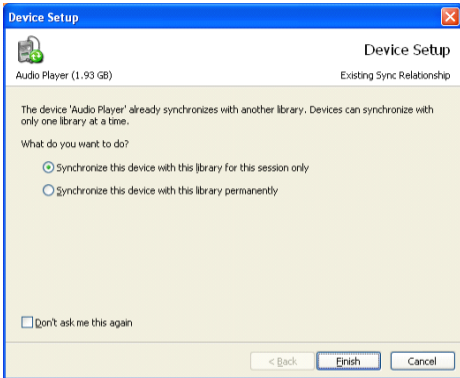 Device Setup
Device Setup
Audio Player (1.93 GB)
Existing Sync Relationship
The device 'Audio Player' already synchronizes with another library. Devices can synchronize with
only one library at a time.
What do you want to do?
Synchronize this device with this library for this session only
Synchronize this device with this library permanently
Don't ask me this again
< Back
Finish
Cancel